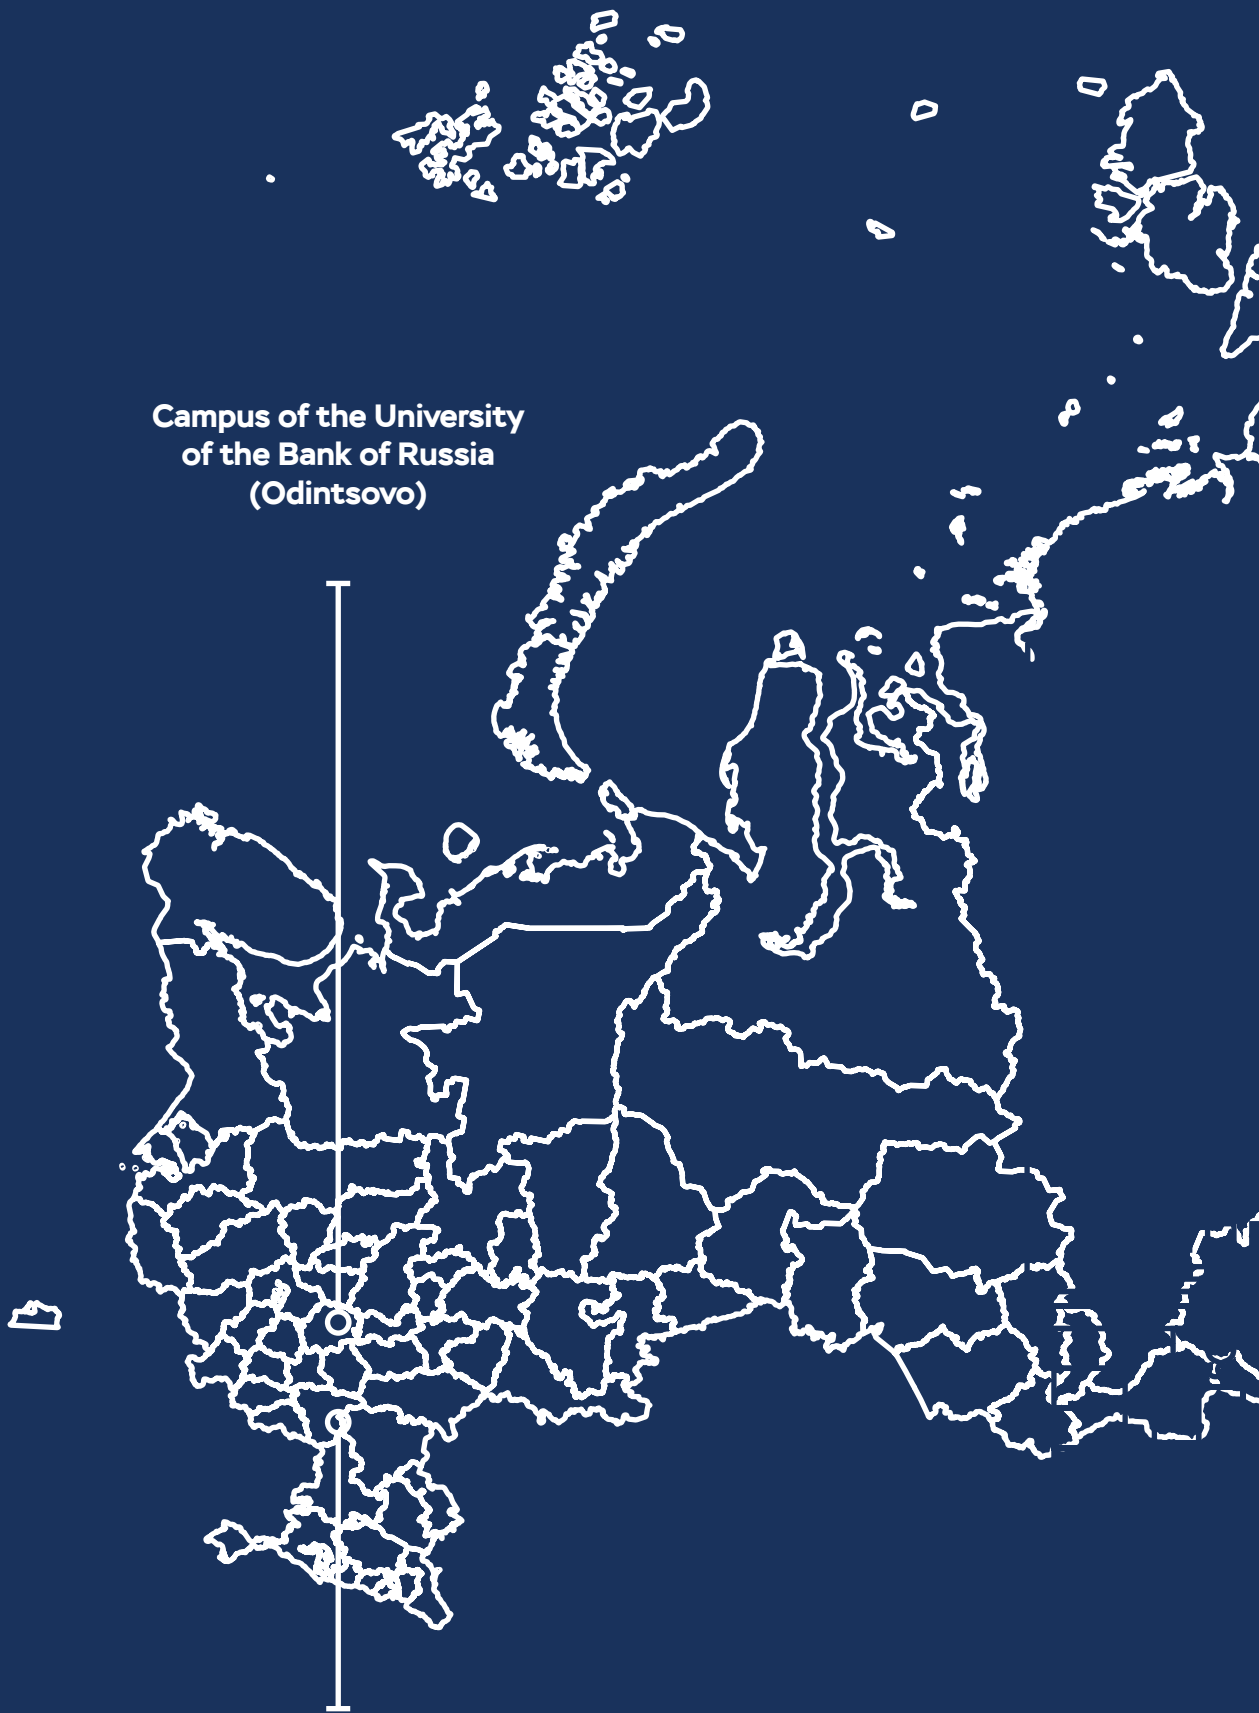 Campus of the University
of the Bank of Russia
(Odintsovo)